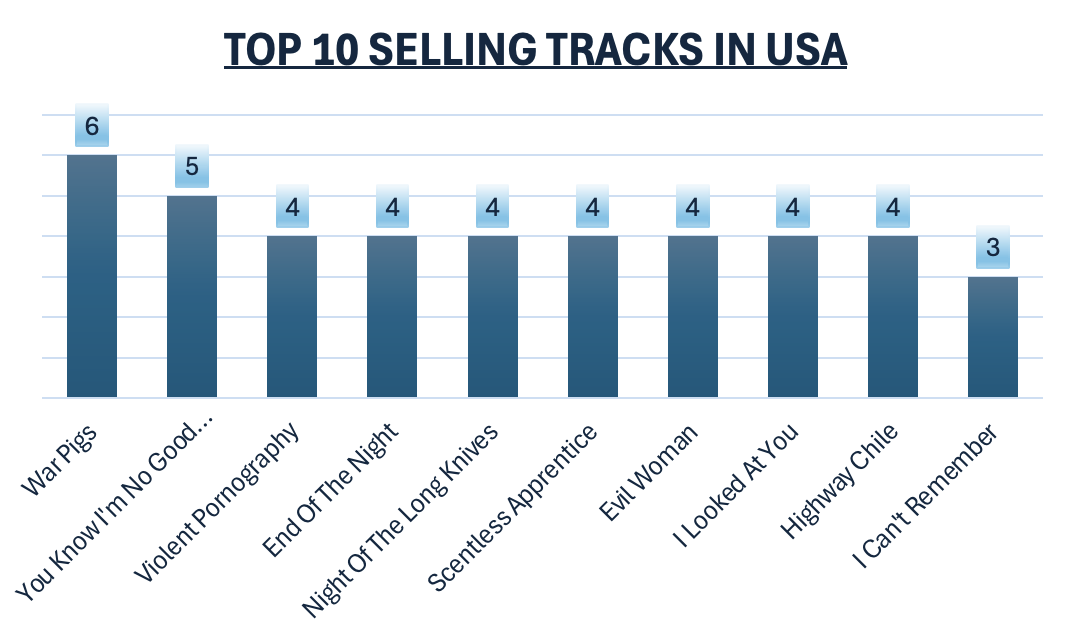 TOP 10 SELLING TRACKS IN USA
6
5
4
4
4
4
4
4
4
3
War Pigs
You Know I'm No Good...
Violent Pornography
End Of The Night
Night Of The Long Knives
Scentless Apprentice
Evil Woman
I Looked At You
Highway Chile
I Can't Remember